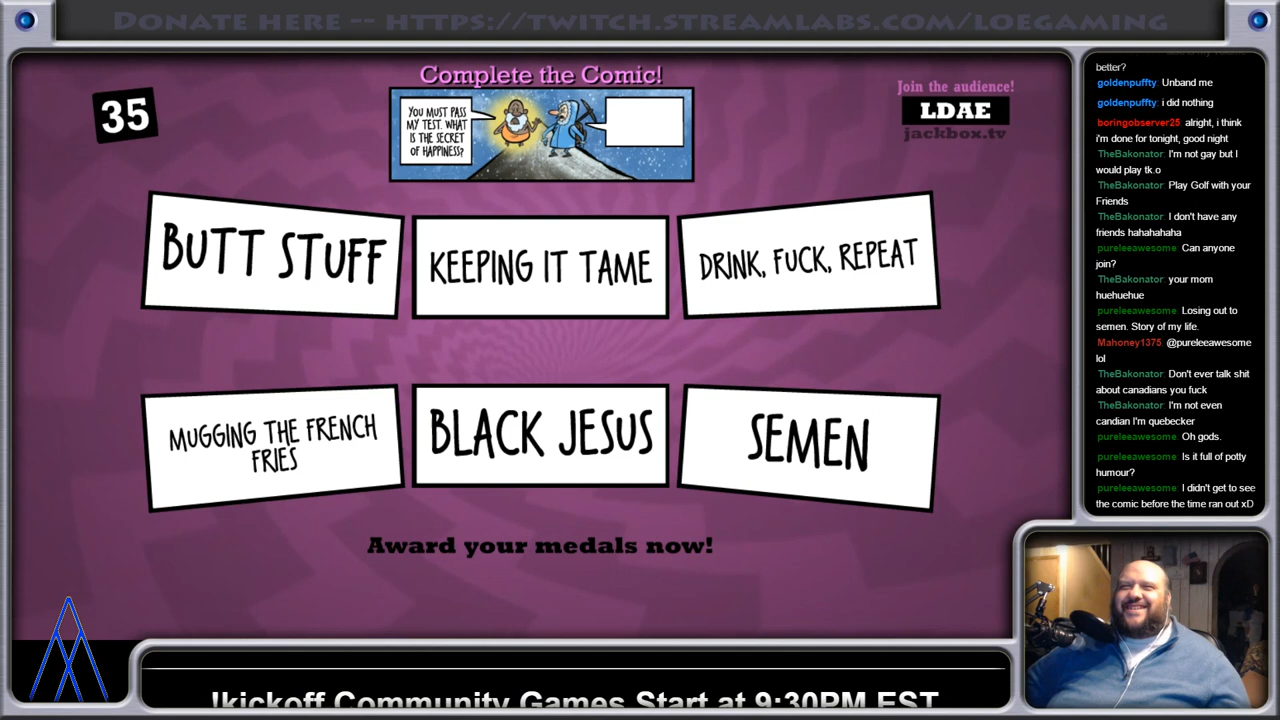 Donate here -- https://twitch.streamlabs.com/loegaming
Complete the Comic!
35
YOU MUST PASS
MY TEST. WHAT
IS THE SECRET
OF HAPPINESS?
Join the audience!
LDAE
jackbox.tv
BUTT STUFF
KEEPING IT TAME
DRINK, FUCK, REPEAT
MUGGING THE FRENCH
FRIES
BLACK JESUS
SEMEN
Award your medals now!
!kickoff Community Games Start at 9:30PM EST
better?
goldenpuffty: Unband me
goldenpuffty: i did nothing
boringobserver25: alright, i think
i'm done for tonight, good night
TheBakonator: I'm not gay but I
would play tk.o
TheBakonator: Play Golf with your
Friends
TheBakonator: I don't have any
friends hahahahaha
pureleeawesome: Can anyone
join?
TheBakonator: your mom
huehuehue
pureleeawesome: Losing out to
semen. Story of my life.
Mahoney1375: @pureleeawesome
lol
TheBakonator: Don't ever talk shit
about canadians you fuck
TheBakonator: I'm not even
candian I'm quebecker
pureleeawesome: Oh gods.
pureleeawesome: Is it full of potty
humour?
pureleeawesome: I didn't get to see
the comic before the time ran out xD